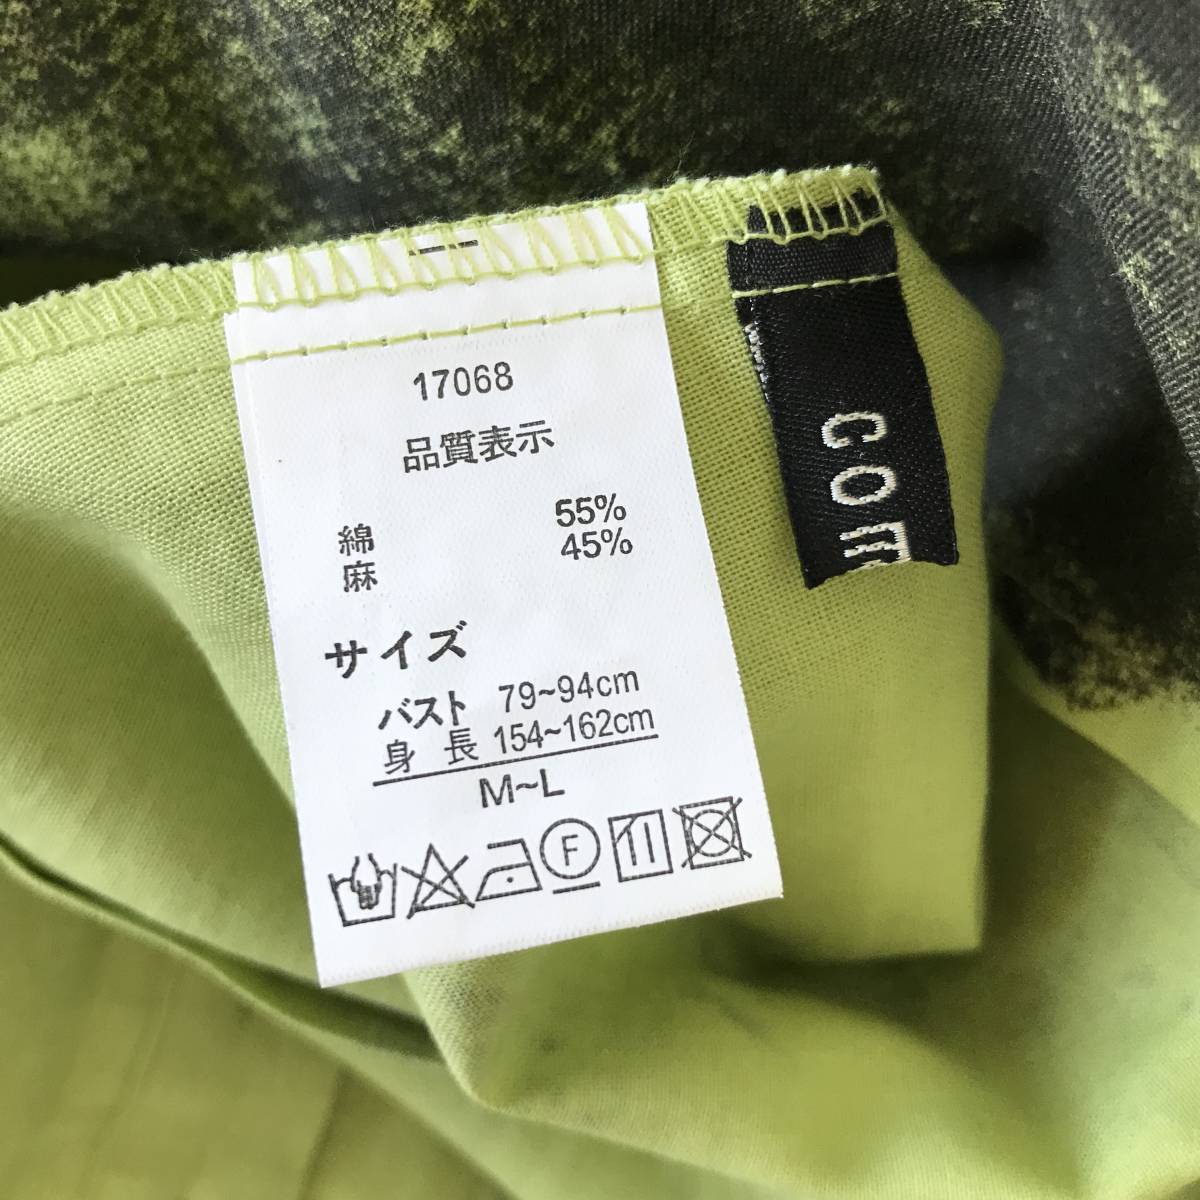 17068
品質表示
綿 55%
麻 45%
サイズ
バスト 79~94cm
身長 154~162cm
M~L
F